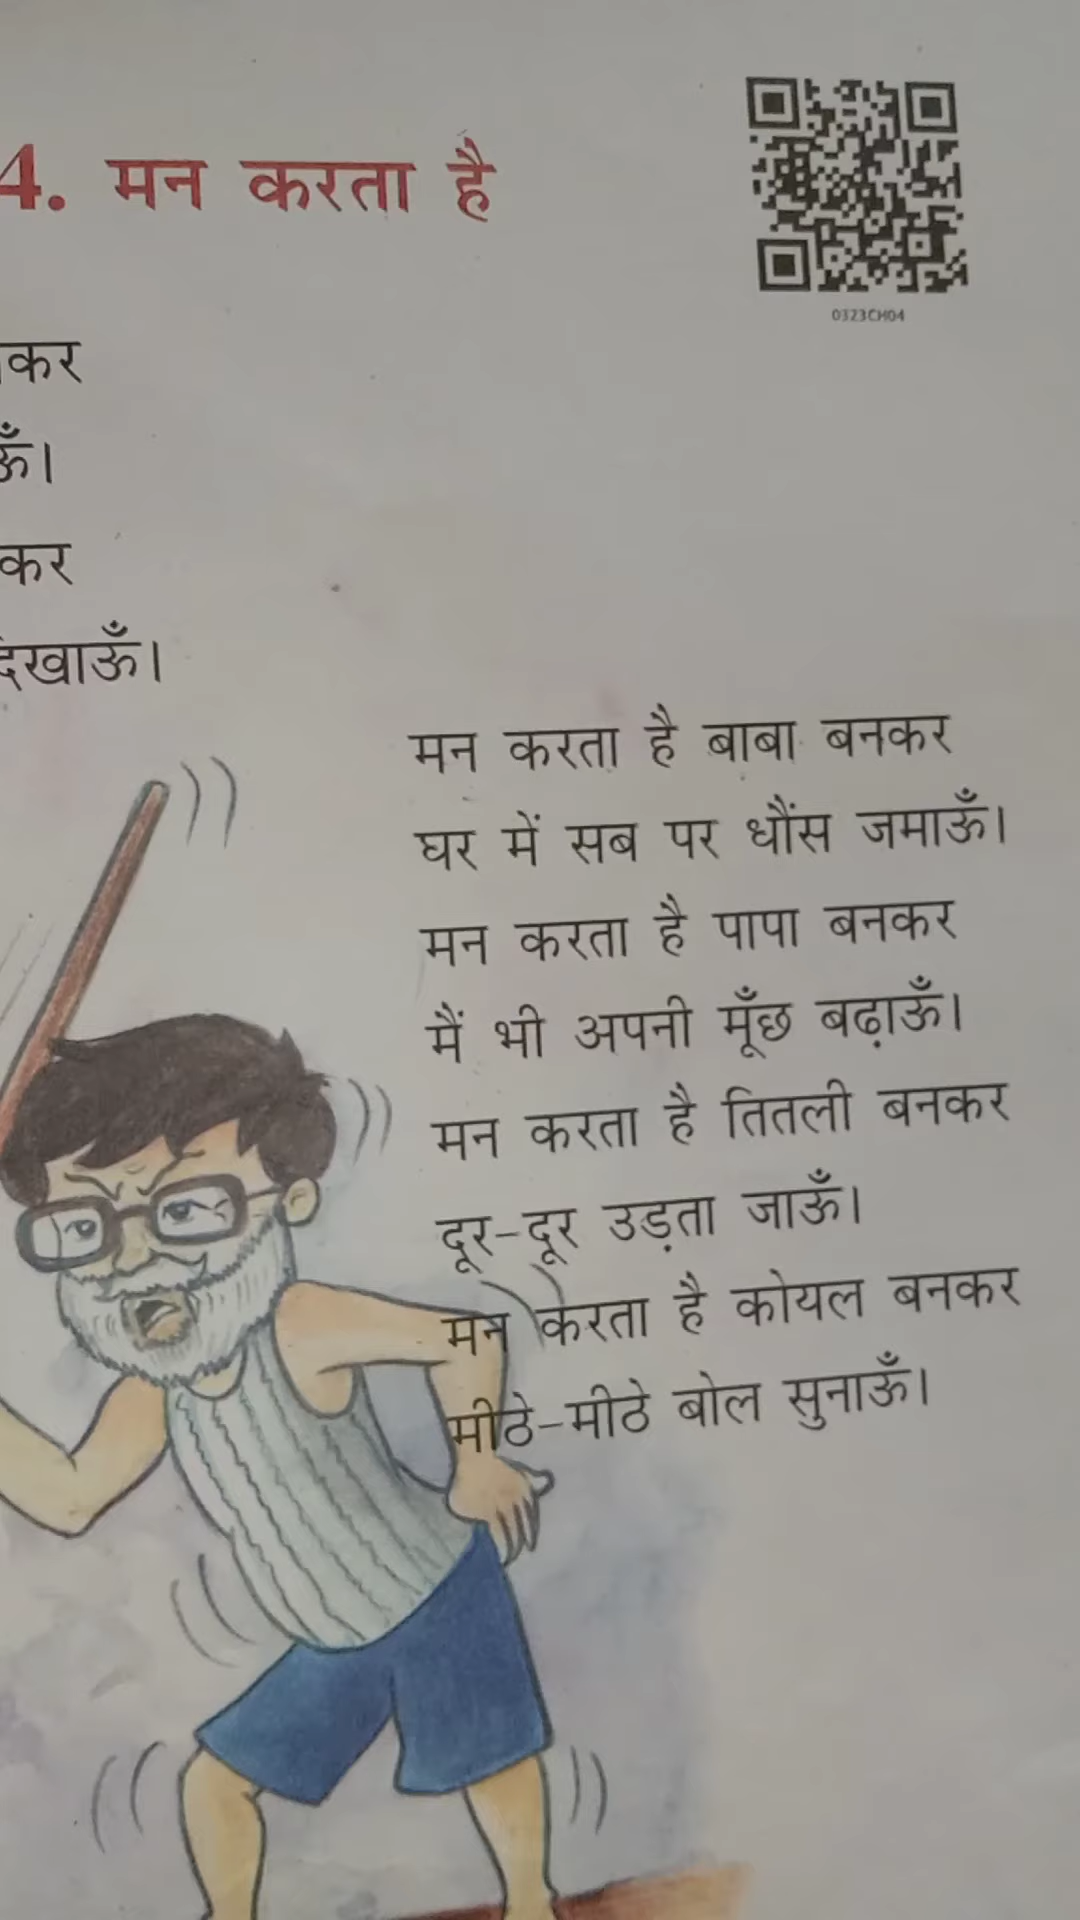 4. मन करता है
0323CH04
कर
ऊँ।
कर
मन करता है बाबा बनकर
घर में सब पर धौंस जमाऊँ।
मन करता है पापा बनकर
मैं भी अपनी मूँछ बढ़ाऊँ।
मन करता है तितली बनकर
दूर-दूर उड़ता जाऊँ।
मन करता है कोयल बनकर
मीठे-मीठे बोल सुनाऊँ।